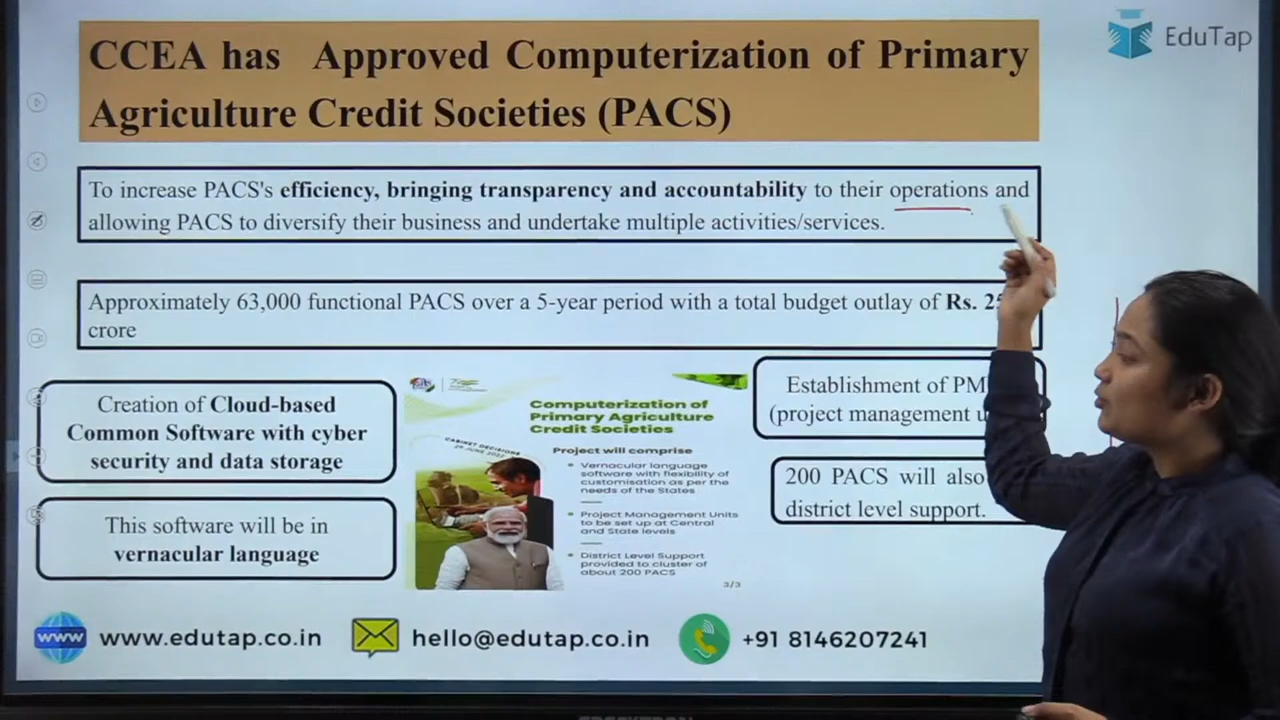 CCEA has Approved Computerization of Primary
Agriculture Credit Societies (PACS)
EduTap
To increase PACS's efficiency, bringing transparency and accountability to their operations and
allowing PACS to diversify their business and undertake multiple activities/services.
Approximately 63,000 functional PACS over a 5-year period with a total budget outlay of Rs.
crore
Creation of Cloud-based
Common Software with cyber
security and data storage
This software will be in
vernacular language
Computerization of
Primary Agriculture
Credit Societies
CABINET DECISIONS
Project will comprise
Vernacular language
software with flexibility of
customisation as per the
needs of the States
Project Management Units
to be set up at Central
and State levels
District Level Support
provided to cluster of
about 200 PACS
3/3
Establishment of
(project management
200 PACS will also
district level support.
www.edutap.co.in
hello@edutap.co.in
+91 8146207241